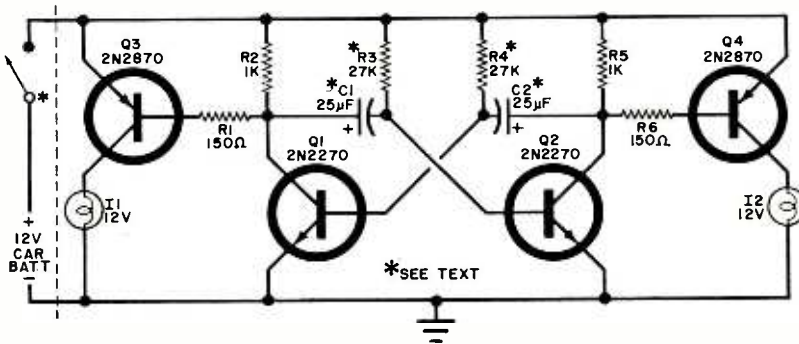 Q3
2N2870
R2
1K
*R3
27K
R4*
27K
R5
1K
Q4
2N2870
*C1
25µF
+
C2*
25µF
+
*
R1
150Ω
Q1
2N2270
Q2
2N2270
R6
150Ω
I1
12V
I2
12V
+
12V
CAR
BATT
−
*SEE TEXT